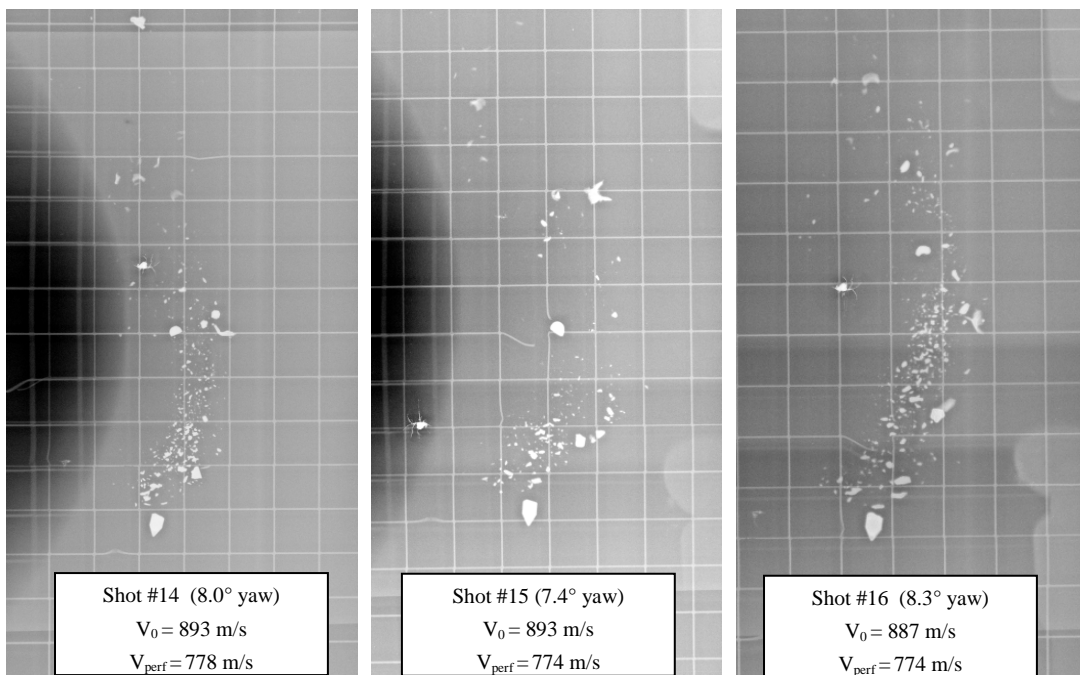 Shot #14 (8.0° yaw)
V₀ = 893 m/s
Vperf = 778 m/s
Shot #15 (7.4° yaw)
V₀ = 893 m/s
Vperf = 774 m/s
Shot #16 (8.3° yaw)
V₀ = 887 m/s
Vperf = 774 m/s